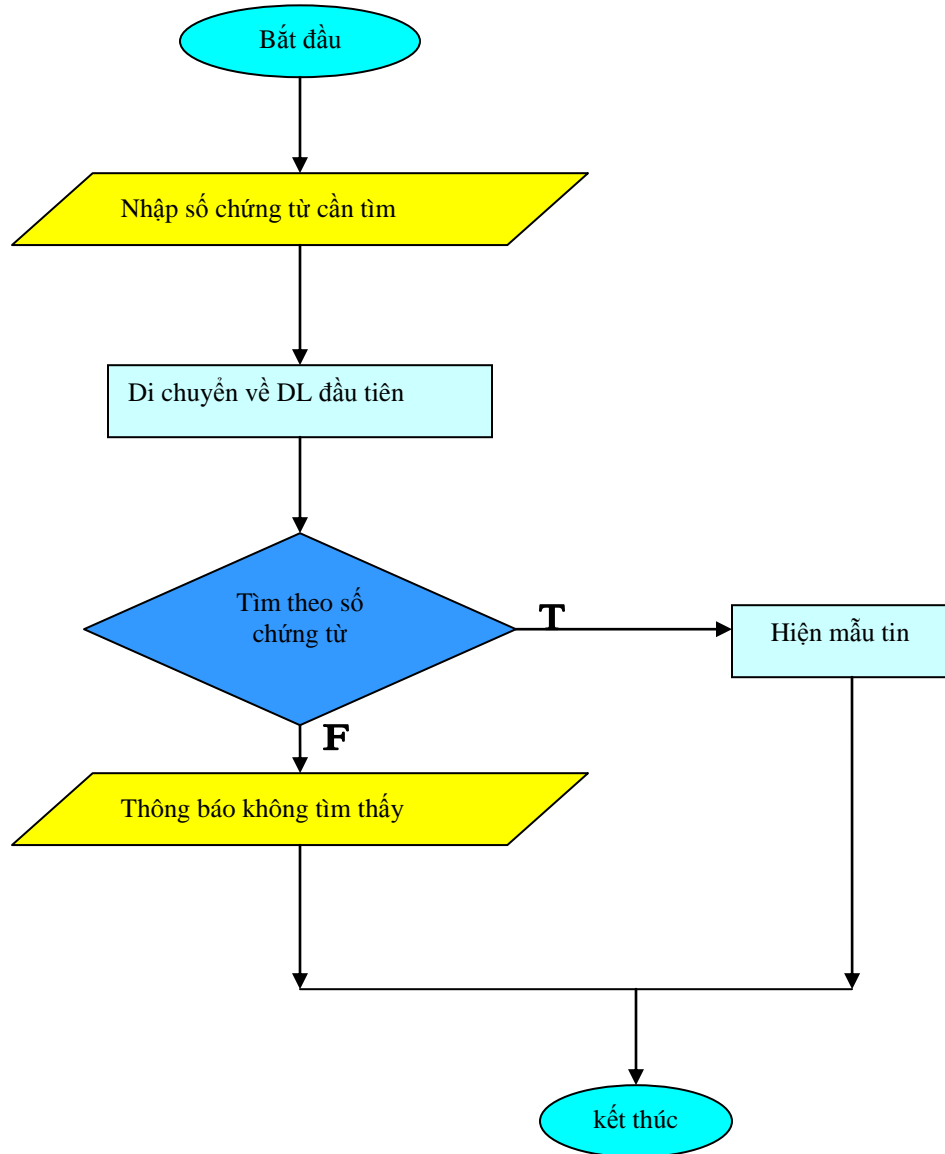 Bắt đầu
Nhập số chứng từ cần tìm
Di chuyển về DL đầu tiên
Tìm theo số
chứng từ
T
Hiện mẫu tin
F
Thông báo không tìm thấy
kết thúc